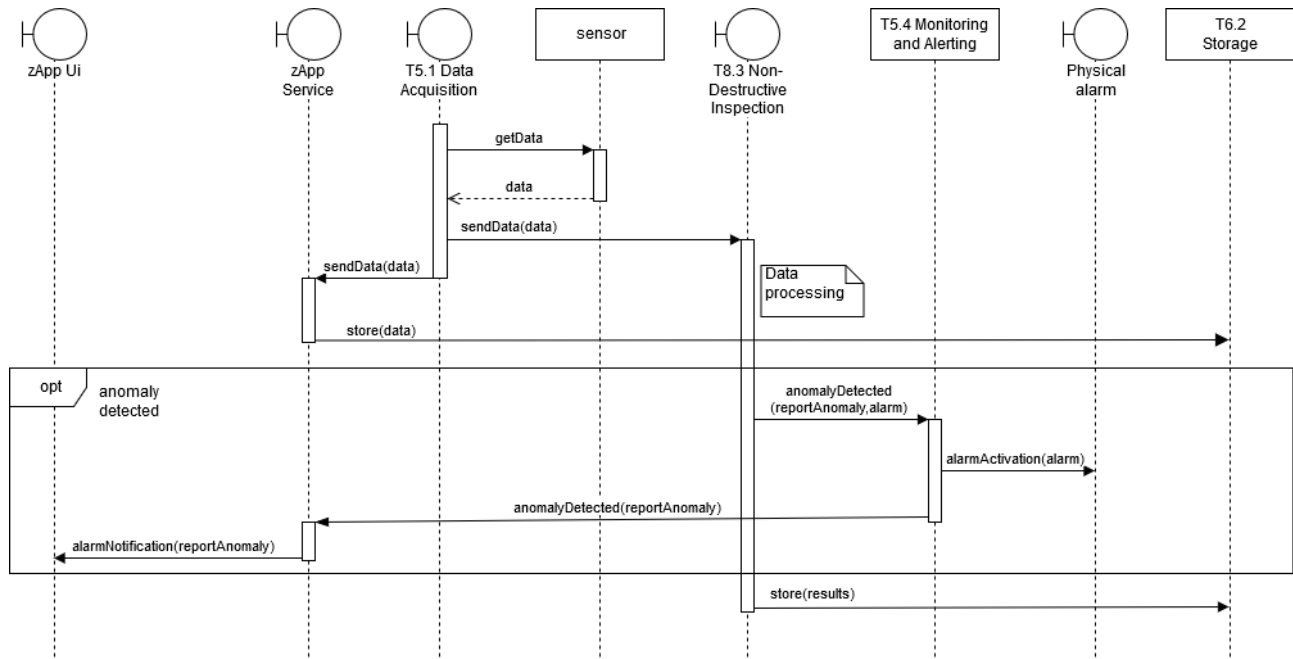 zApp Ui
zApp
Service
T5.1 Data
Acquisition
sensor
T8.3 Non-
Destructive
Inspection
T5.4 Monitoring
and Alerting
Physical
alarm
T6.2
Storage
getData
data
sendData(data)
sendData(data)
Data
processing
store(data)
opt
anomaly
detected
anomalyDetected
(reportAnomaly,alarm)
alarmActivation(alarm)
anomalyDetected(reportAnomaly)
alarmNotification(reportAnomaly)
store(results)